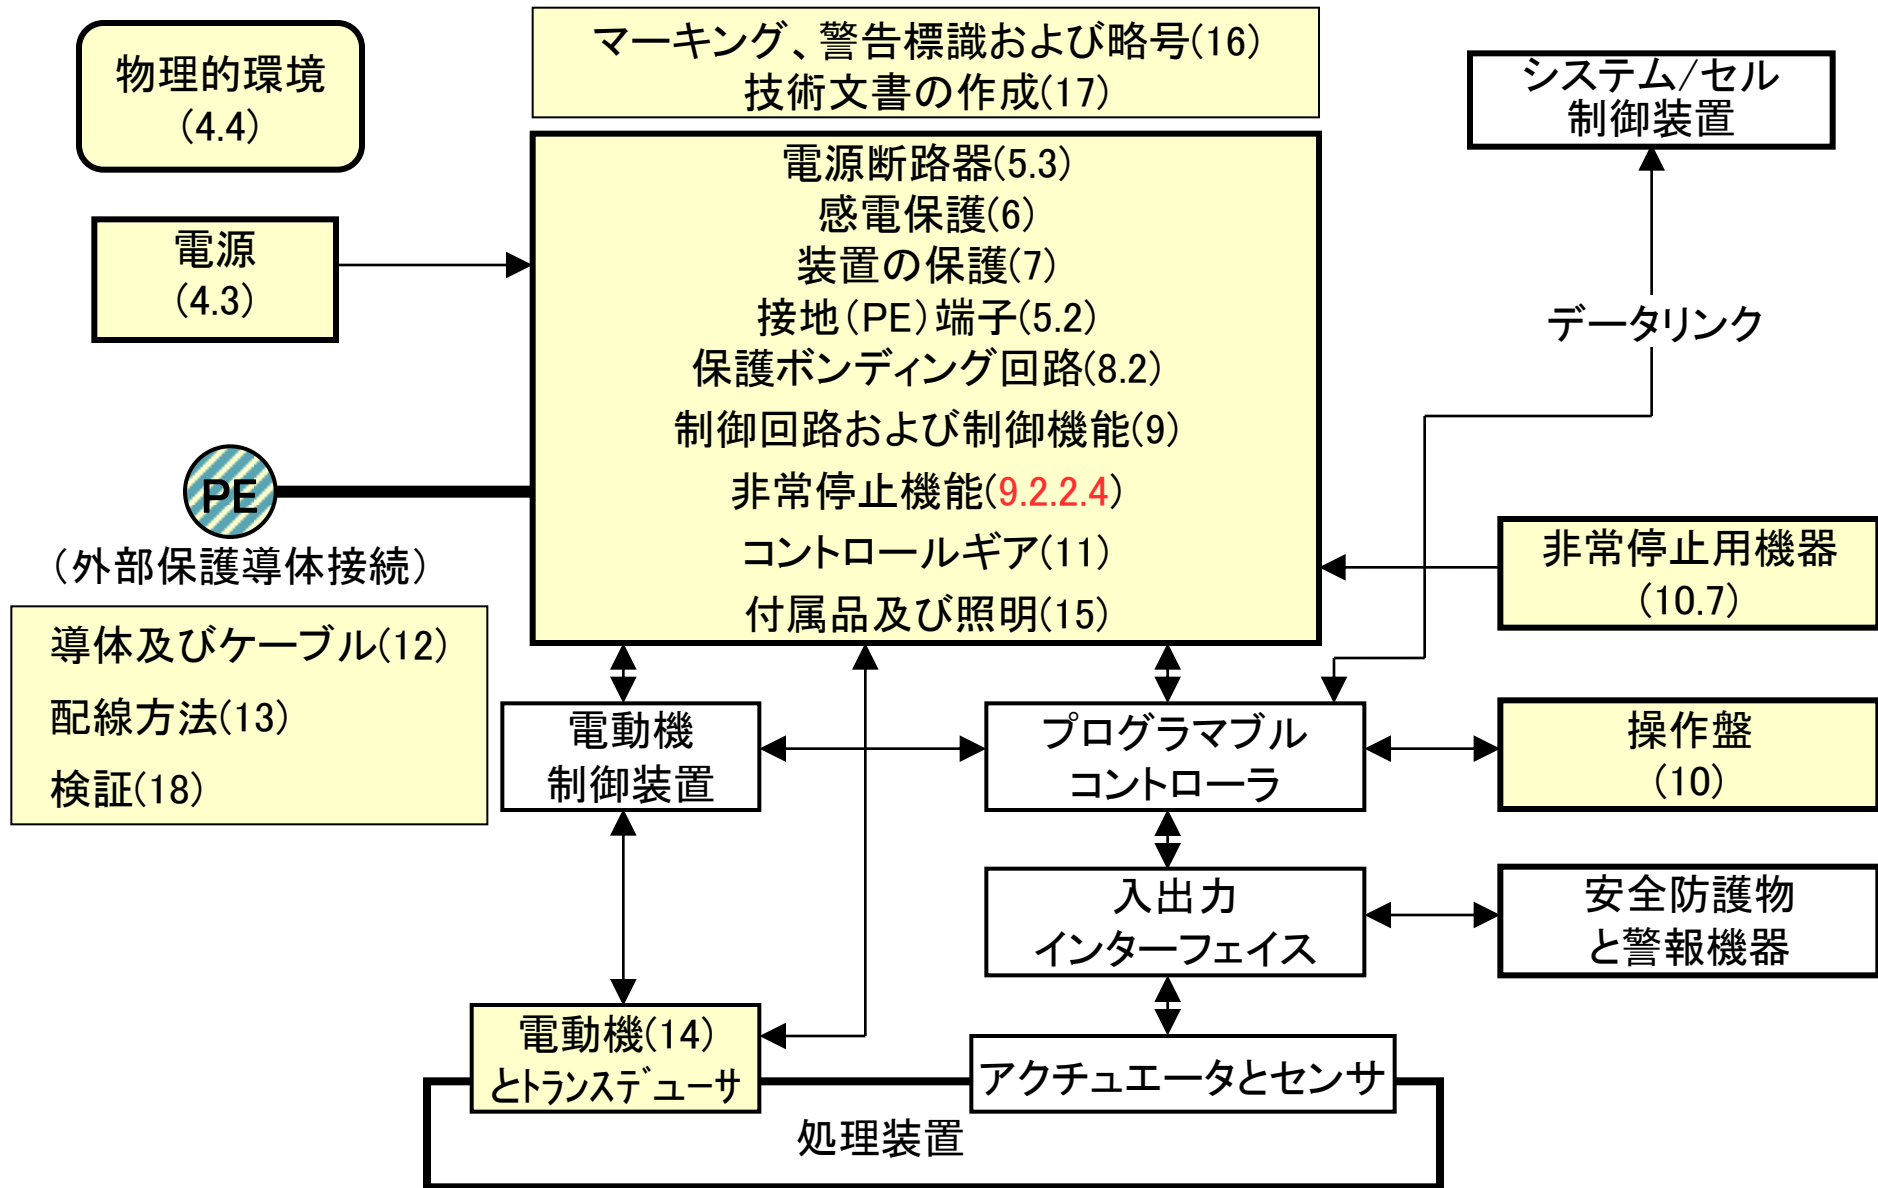 物理的環境
(4.4)
マーキング、警告標識および略号(16)
技術文書の作成(17)
システム/セル
制御装置
電源
(4.3)
電源断路器(5.3)
感電保護(6)
装置の保護(7)
接地(PE)端子(5.2)
保護ボンディング回路(8.2)
制御回路および制御機能(9)
非常停止機能(9.2.2.4)
コントロールギア(11)
付属品及び照明(15)
データリンク
PE
(外部保護導体接続)
非常停止用機器
(10.7)
導体及びケーブル(12)
配線方法(13)
検証(18)
電動機
制御装置
プログラマブル
コントローラ
操作盤
(10)
入出力
インターフェイス
安全防護物
と警報機器
電動機(14)
とトランスデューサ
アクチュエータとセンサ
処理装置